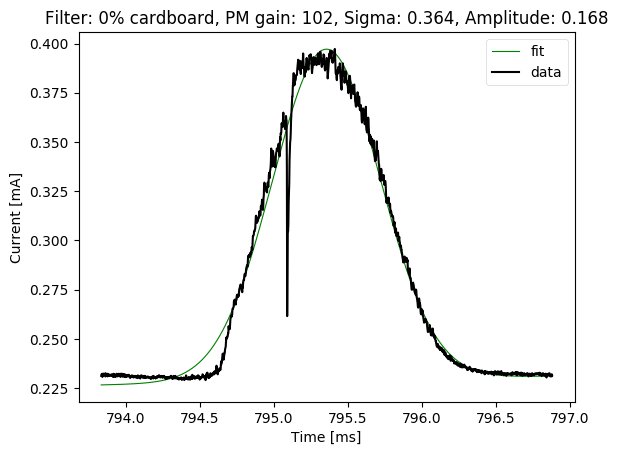 Filter: 0% cardboard, PM gain: 102, Sigma: 0.364, Amplitude: 0.168
fit
data
Current [mA]
0.400
0.375
0.350
0.325
0.300
0.275
0.250
0.225
794.0 794.5 795.0 795.5 796.0 796.5 797.0
Time [ms]